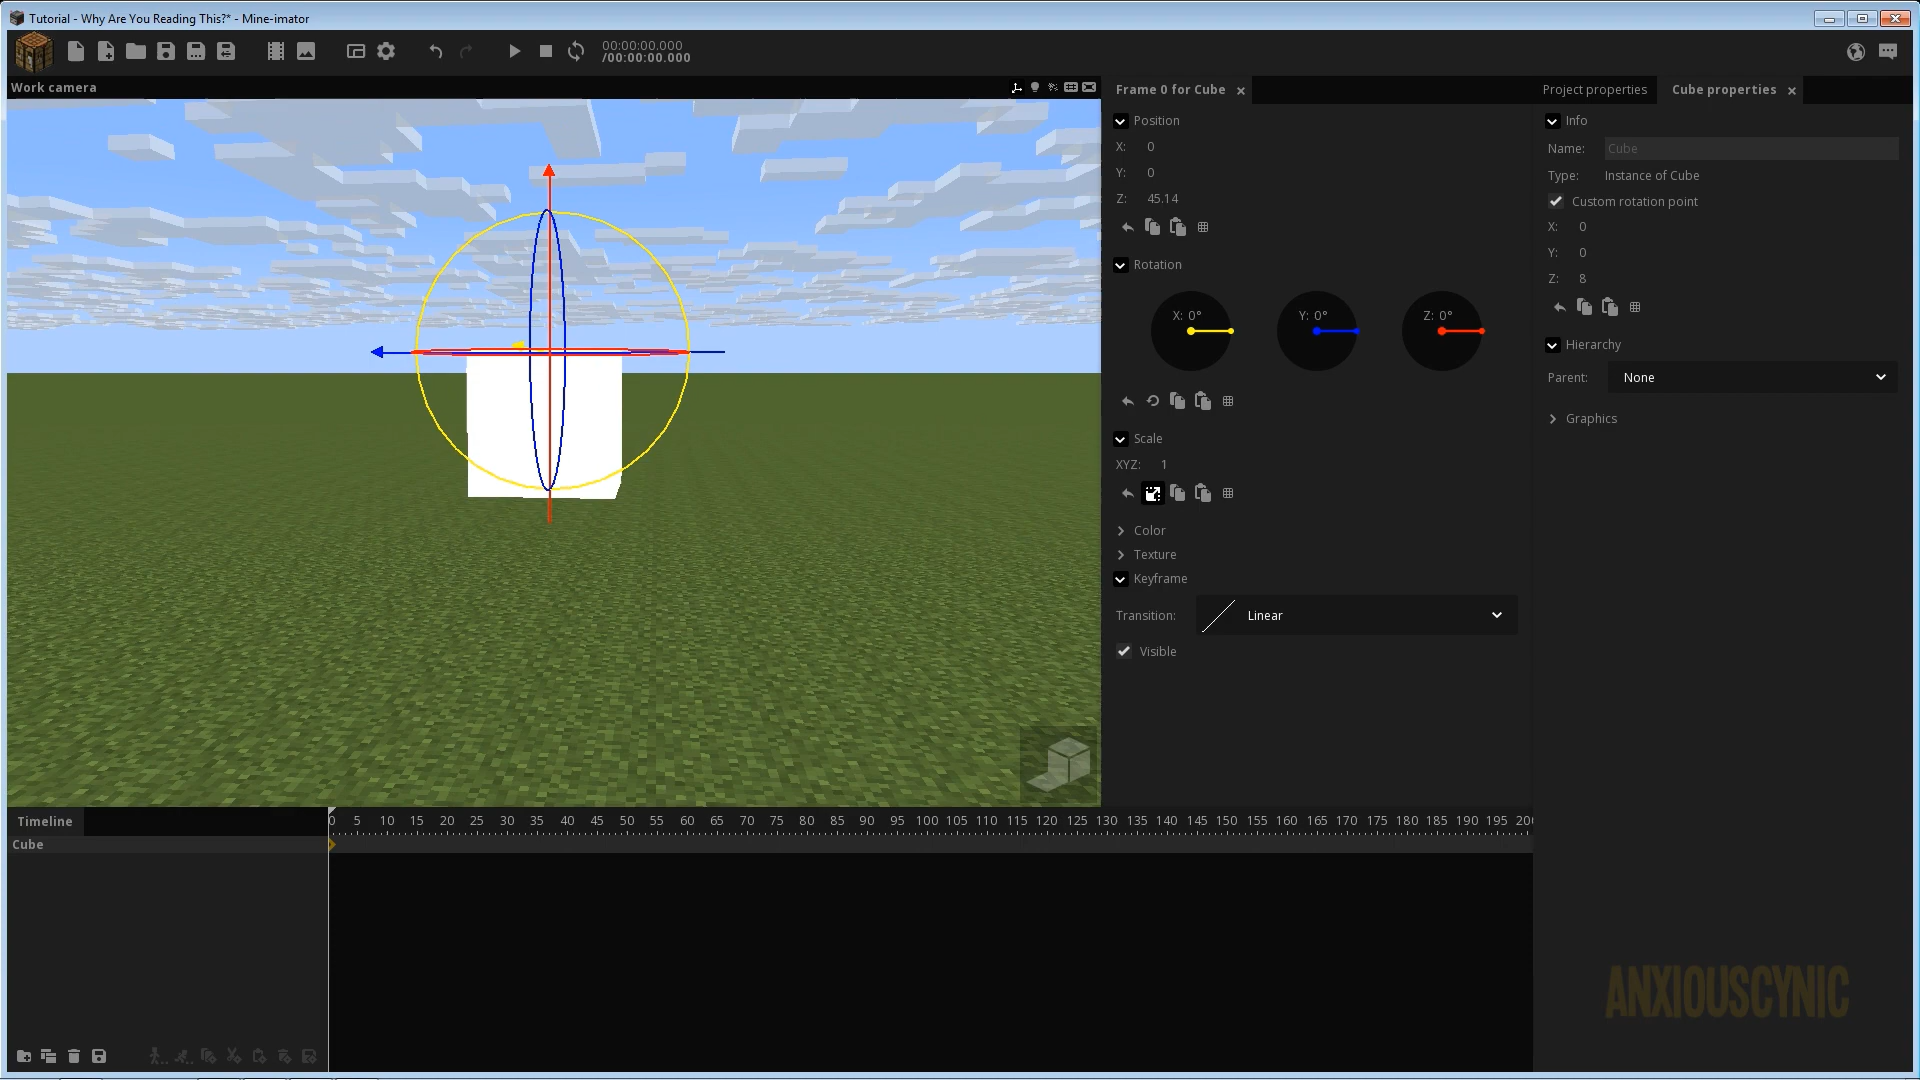 Tutorial - Why Are You Reading This?* - Mine-imator
00:00:00.000
/00:00:00.000
Work camera
Frame 0 for Cube
Position
X: 0
Y: 0
Z: 45.14
Rotation
X: 0° Y: 0° Z: 0°
Scale
XYZ: 1
Color
Texture
Keyframe
Transition: Linear
Visible
Project properties Cube properties
Info
Name: Cube
Type: Instance of Cube
Custom rotation point
X: 0
Y: 0
Z: 8
Hierarchy
Parent: None
Graphics
Timeline
0 5 10 15 20 25 30 35 40 45 50 55 60 65 70 75 80 85 90 95 100 105 110 115 120 125 130 135 140 145 150 155 160 165 170 175 180 185 190 195 20
Cube
ANXIOUSCYNIC